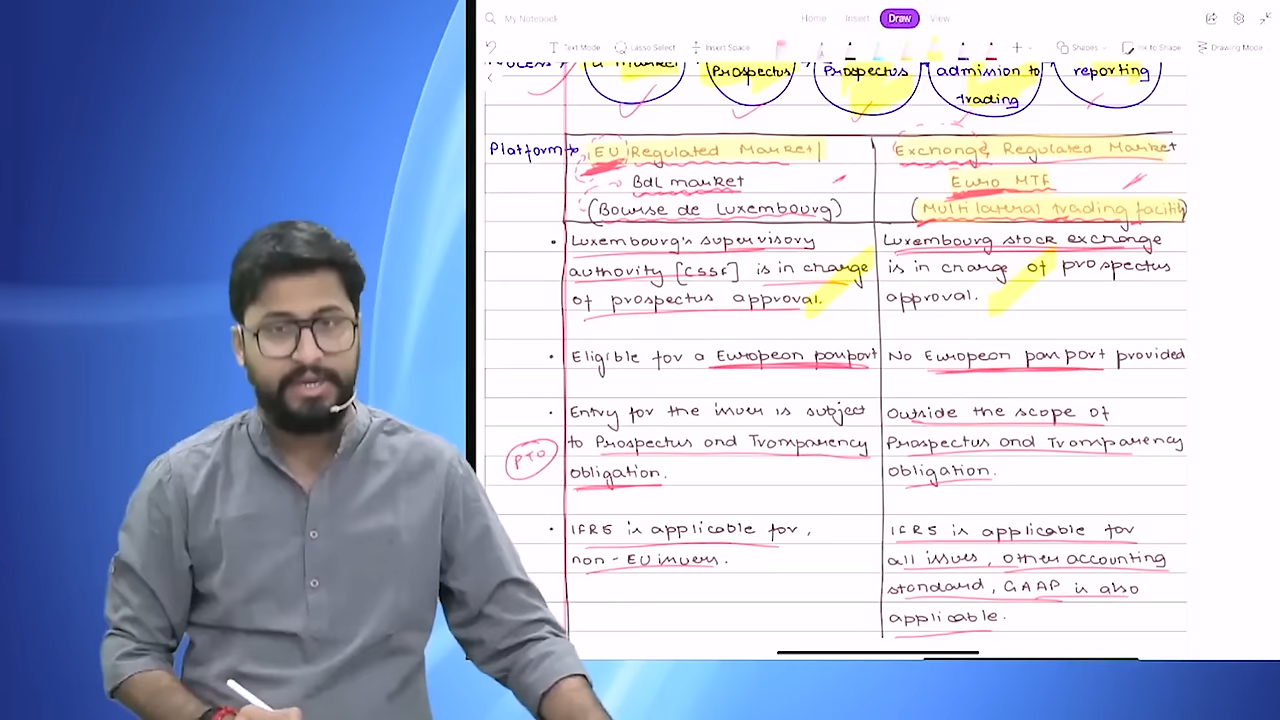 My Notebook
Home Insert Draw View
Text Mode Lasso Select Insert Space + Shapes Ink to Shape Drawing Mode
a market
Prospectus
Prospectus
admission to
trading
reporting
Platform to EU Regulated Market Exchange Regulated Market
BdL market Euro MTF
(Bourse de Luxembourg) (Multilateral trading facility
Luxembourg's supervisory Luxembourg stock exchange
authority [CSSF] is in charge is in charge of prospectus
of prospectus approval. approval.
Eligible for a European passport No European passport provided
Entry for the issuer is subject Outside the scope of
to Prospectus and Transparency Prospectus and Transparency
PTO
obligation. obligation.
IFRS is applicable for, IFRS is applicable for
non-EU issuers. all issues, other accounting
standard, GAAP is also
applicable.